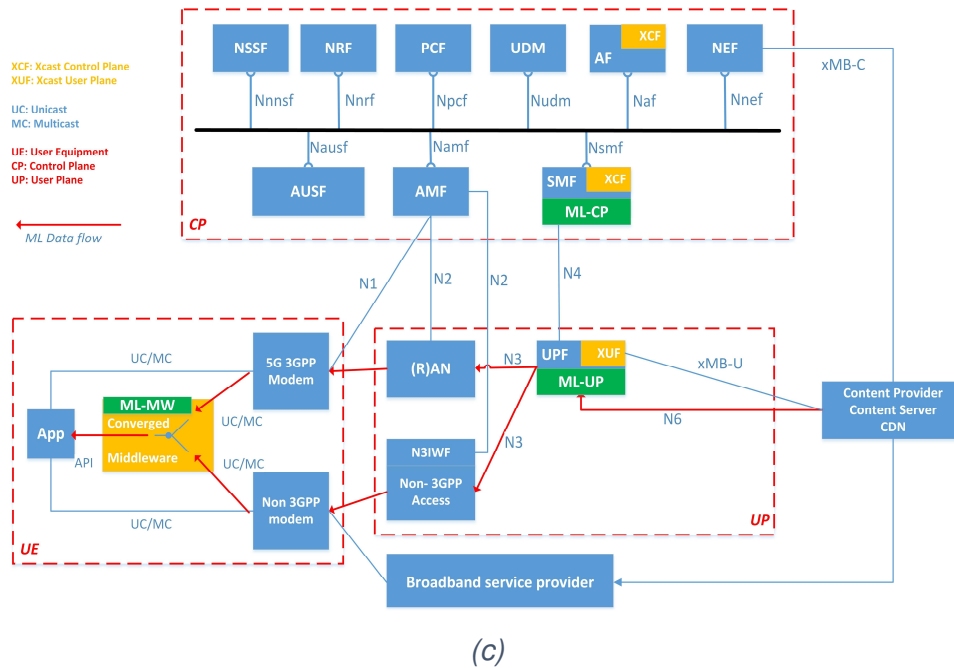 XCF: Xcast Control Plane
XUF: Xcast User Plane
UC: Unicast
MC: Multicast
UE: User Equipment
CP: Control Plane
UP: User Plane
ML Data flow
NSSF
NRF
PCF
UDM
AF
XCF
NEF
xMB-C
Nnnsf
Nnrf
Npcf
Nudm
Naf
Nnef
Nausf
Namf
Nsmf
AUSF
AMF
SMF
XCF
ML-CP
CP
N1
N2
N2
N4
UC/MC
5G 3GPP
Modem
(R)AN
N3
UPF
XUF
ML-UP
xMB-U
Content Provider
Content Server
CDN
N6
ML-MW
Converged
Middleware
App
API
UC/MC
UC/MC
N3
N3IWF
Non- 3GPP
Access
Non 3GPP
modem
UC/MC
UE
UP
Broadband service provider
(c)